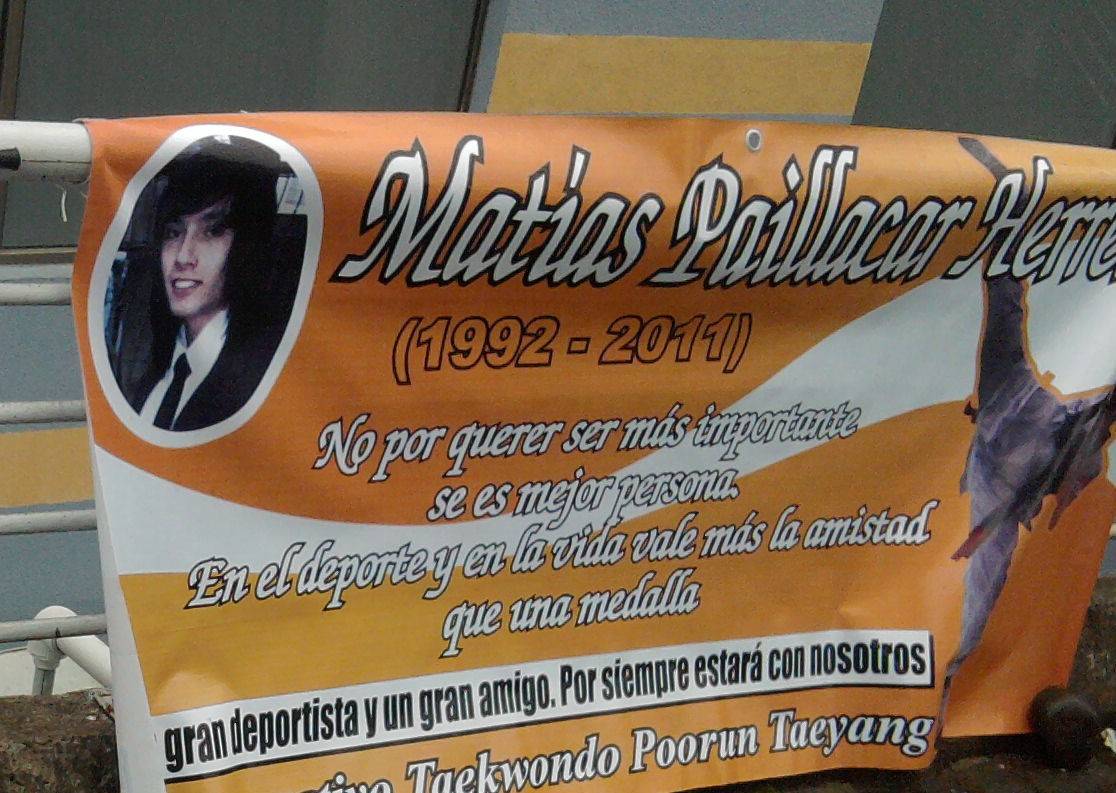 Matías Paillacar Herre
(1992 - 2011)
No por querer ser más importante
se es mejor persona.
En el deporte y en la vida vale más la amistad
que una medalla
gran deportista y un gran amigo. Por siempre estará con nosotros
tivo Taekwondo Poorun Taeyang